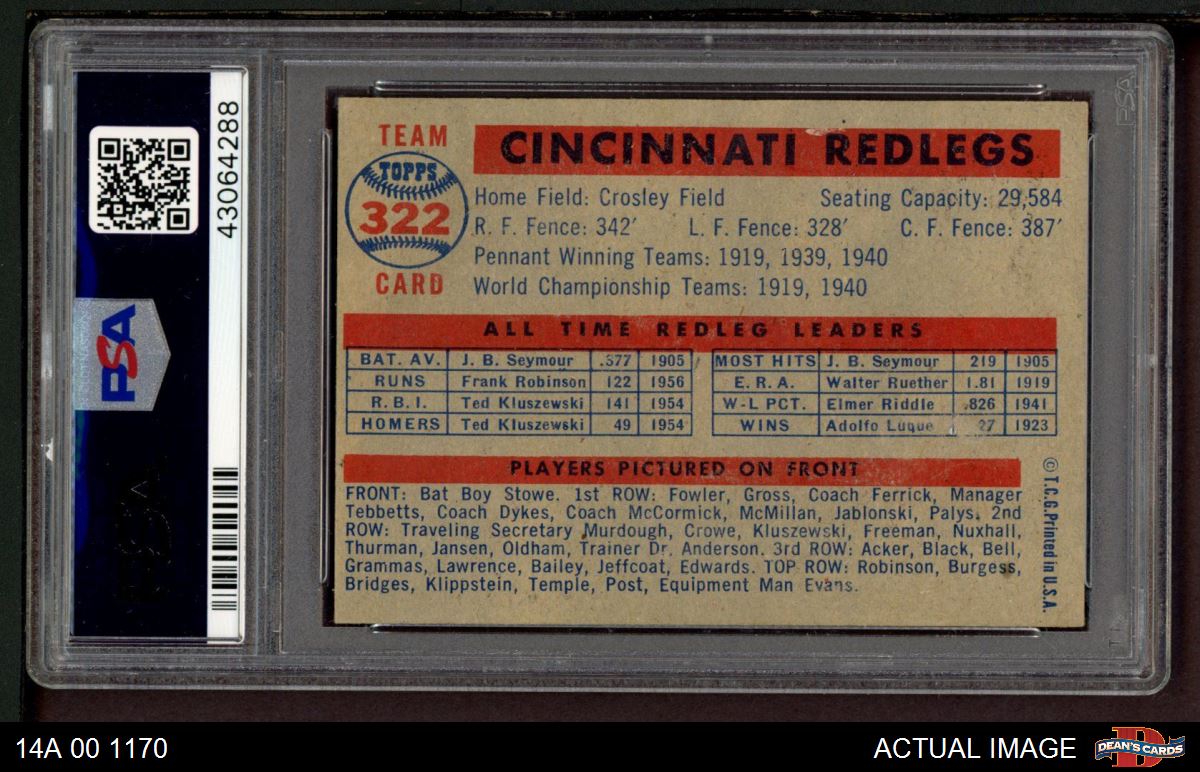 43064288
PSA
TEAM
TOPPS
322
CARD
CINCINNATI REDLEGS
Home Field: Crosley Field Seating Capacity: 29,584
R. F. Fence: 342′ L. F. Fence: 328′ C. F. Fence: 387′
Pennant Winning Teams: 1919, 1939, 1940
World Championship Teams: 1919, 1940
ALL TIME REDLEG LEADERS
BAT. AV. J. B. Seymour .377 1905 MOST HITS J. B. Seymour 219 1905
RUNS Frank Robinson 122 1956 E.R.A. Walter Ruether 1.81 1919
R.B.I. Ted Kluszewski 141 1954 W-L PCT. Elmer Riddle .826 1941
HOMERS Ted Kluszewski 49 1954 WINS Adolfo Luque 27 1923
PLAYERS PICTURED ON FRONT
FRONT: Bat Boy Stowe. 1st ROW: Fowler, Gross, Coach Ferrick, Manager
Tebbetts, Coach Dykes, Coach McCormick, McMillan, Jablonski, Palys. 2nd
ROW: Traveling Secretary Murdough, Crowe, Kluszewski, Freeman, Nuxhall,
Thurman, Jansen, Oldham, Trainer Dr. Anderson. 3rd ROW: Acker, Black, Bell,
Grammas, Lawrence, Bailey, Jeffcoat, Edwards. TOP ROW: Robinson, Burgess,
Bridges, Klippstein, Temple, Post, Equipment Man Evans.
© T.C.G. Printed in U.S.A.
PSA
14A 00 1170
ACTUAL IMAGE
DEAN'S CARDS